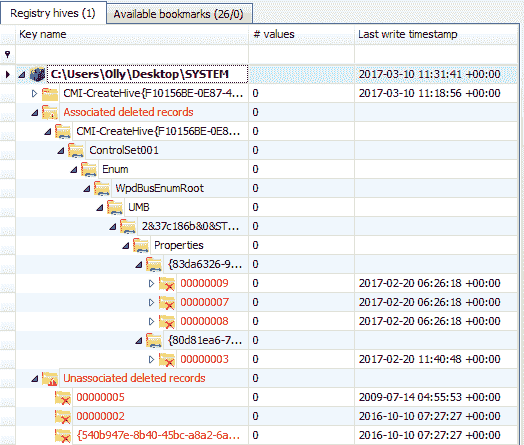 Registry hives (1) Available bookmarks (26/0)
Key name # values Last write timestamp
C:\Users\Olly\Desktop\SYSTEM 2017-03-10 11:31:41 +00:00
CMI-CreateHive{F10156BE-0E87-4... 0 2017-03-10 11:18:56 +00:00
Associated deleted records 0
CMI-CreateHive{F10156BE-0E8... 0
ControlSet001 0
Enum 0
WpdBusEnumRoot 0
UMB 0
2&37c186b&0&ST... 0
Properties 0
{83da6326-9... 0
00000009 0 2017-02-20 06:26:18 +00:00
00000007 0 2017-02-20 06:26:18 +00:00
00000008 0 2017-02-20 06:26:18 +00:00
{80d81ea6-7... 0
00000003 0 2017-02-20 11:40:48 +00:00
Unassociated deleted records 0
00000005 0 2009-07-14 04:55:53 +00:00
00000002 0 2016-10-10 07:27:27 +00:00
{540b947e-8b40-45bc-a8a2-6a... 0 2016-10-10 07:27:27 +00:00